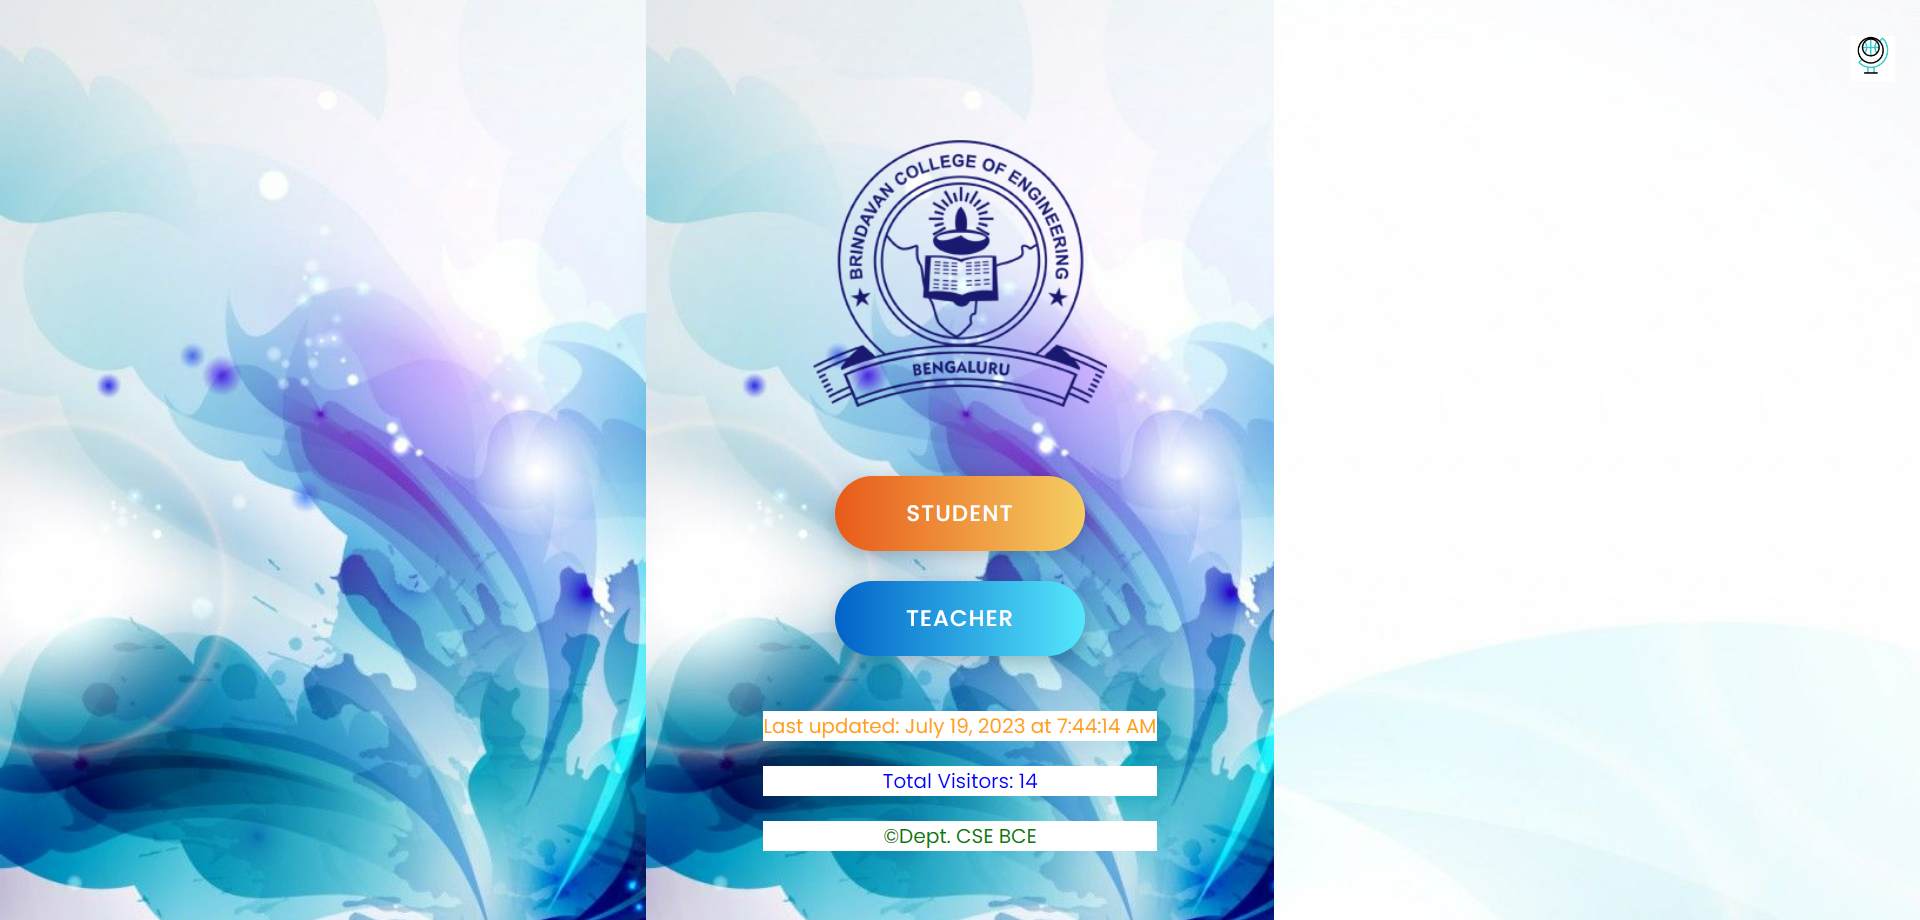 BRINDAVAN COLLEGE OF ENGINEERING
BENGALURU
STUDENT
TEACHER
Last updated: July 19, 2023 at 7:44:14 AM
Total Visitors: 14
©Dept. CSE BCE